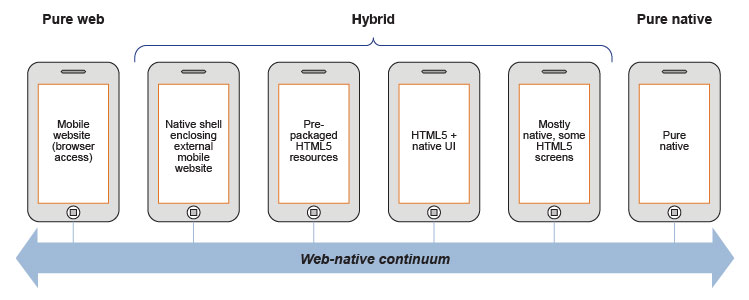 Pure web
Hybrid
Pure native
Mobile
website
(browser
access)
Native shell
enclosing
external
mobile
website
Pre-
packaged
HTML5
resources
HTML5 +
native UI
Mostly
native, some
HTML5
screens
Pure
native
Web-native continuum